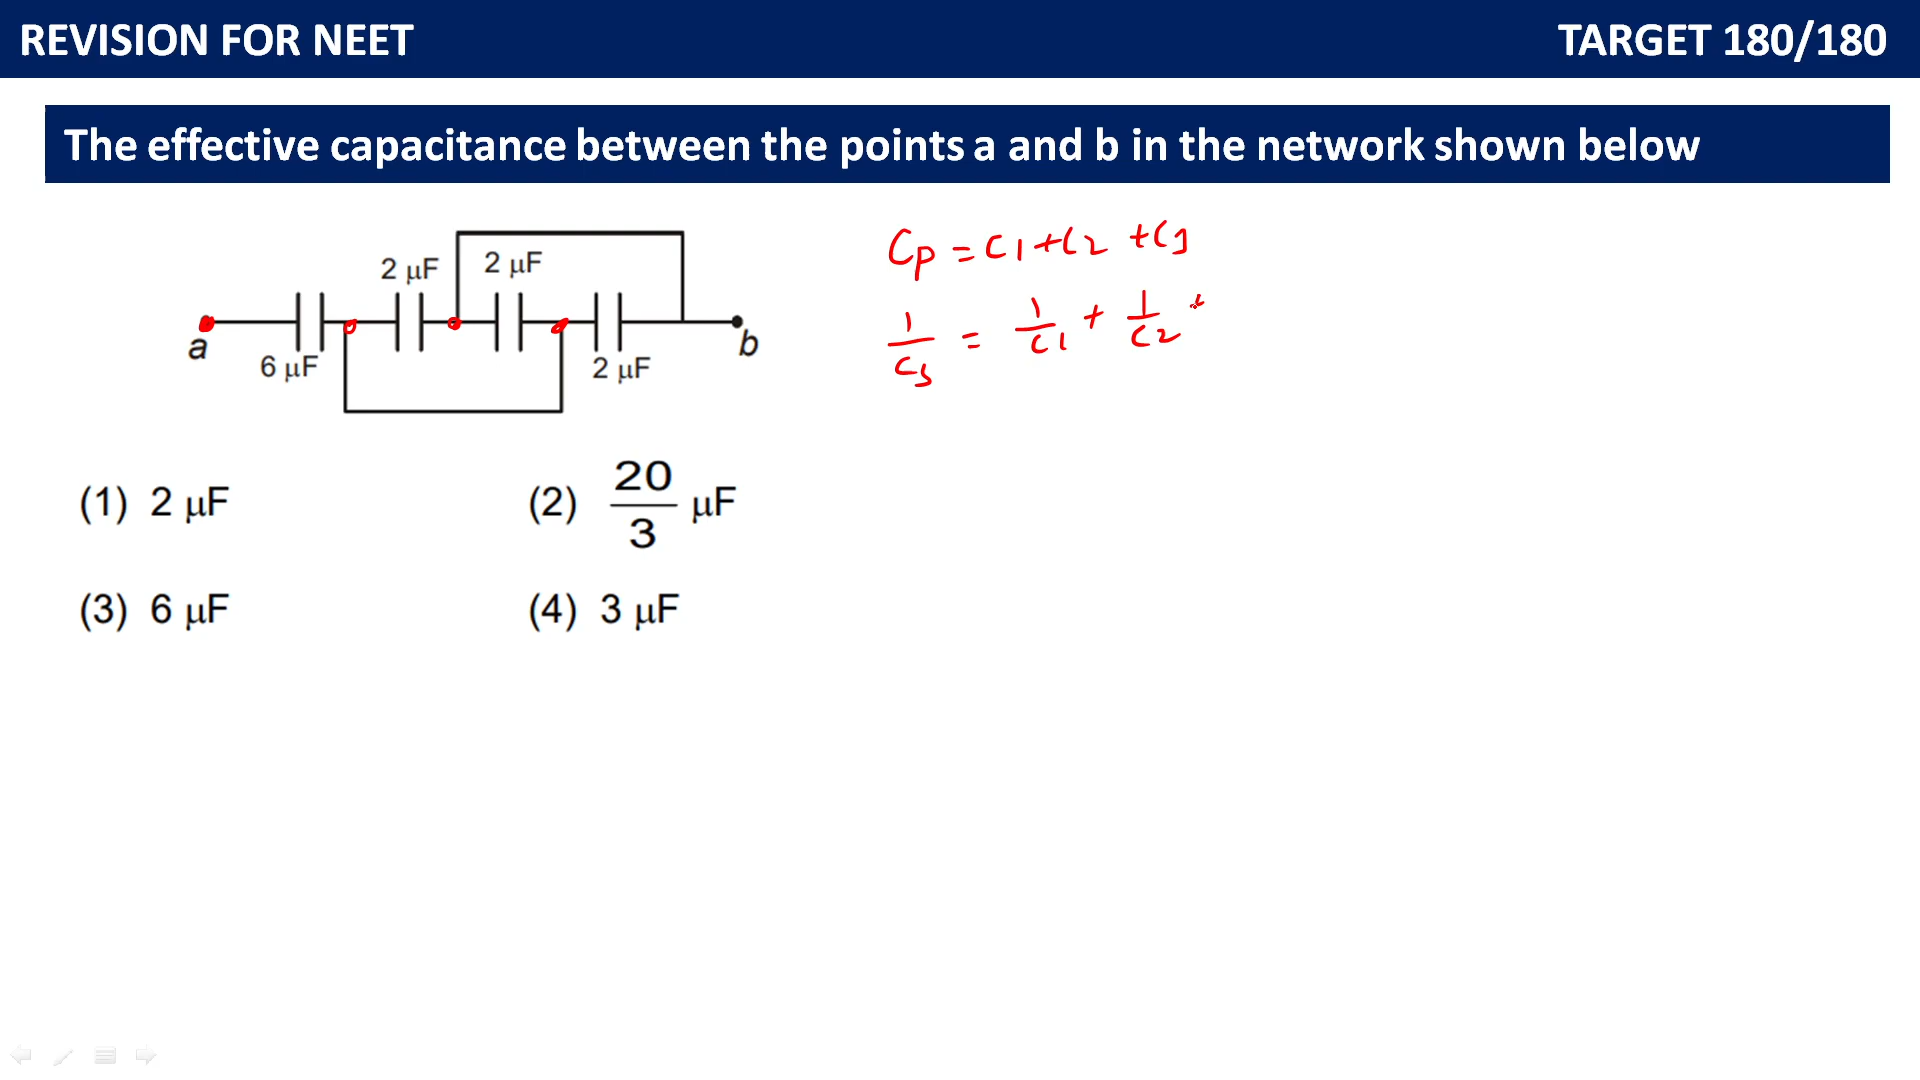 REVISION FOR NEET
TARGET 180/180
The effective capacitance between the points a and b in the network shown below
2 μF
2 μF
a
6 μF
2 μF
b
Cp = C1 + C2 + C3
1/Cs = 1/C1 + 1/C2 +
(1) 2 μF
(2) 20/3 μF
(3) 6 μF
(4) 3 μF